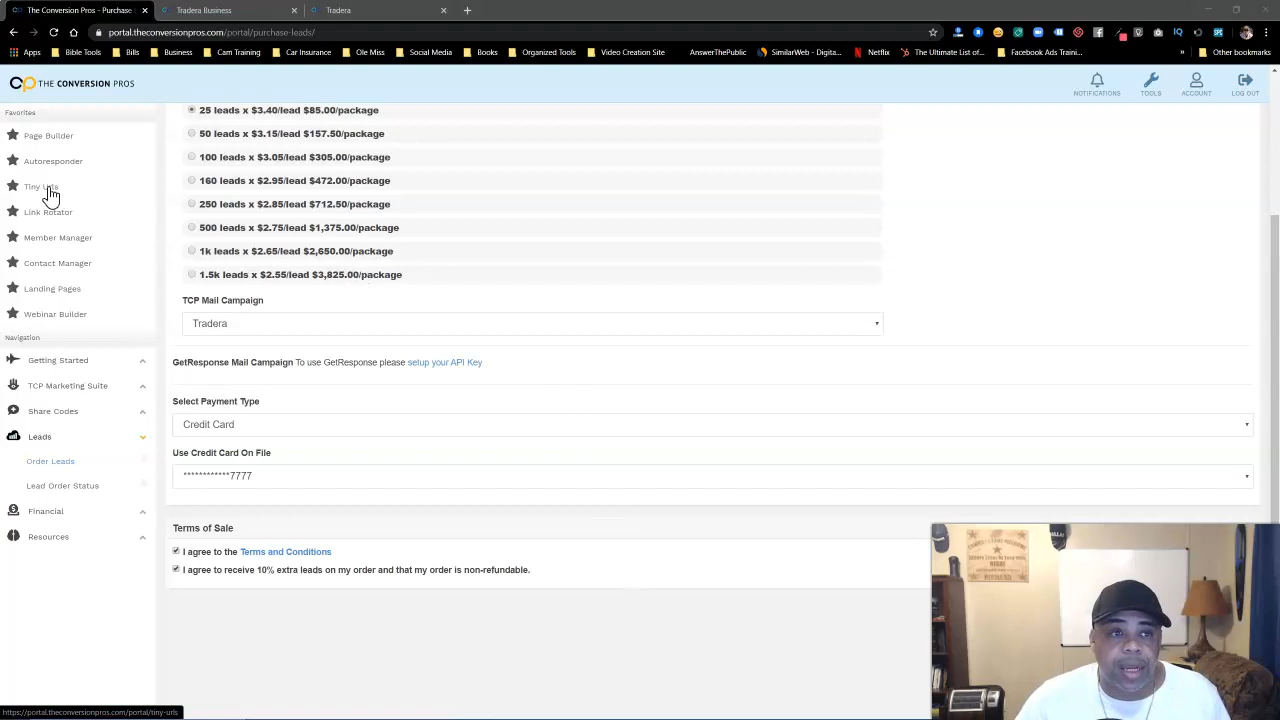 The Conversion Pros - Purchase
Tradera Business
Tradera
portal.theconversionpros.com/portal/purchase-leads/
Apps
Bible Tools
Bills
Business
Cam Training
Car Insurance
Ole Miss
Social Media
Books
Organized Tools
Video Creation Site
AnswerThePublic
SimilarWeb - Digita...
Netflix
The Ultimate List of...
Facebook Ads Traini...
Other bookmarks
THE CONVERSION PROS
NOTIFICATIONS
TOOLS
ACCOUNT
LOG OUT
Favorites
Page Builder
Autoresponder
Tiny Urls
Link Rotator
Member Manager
Contact Manager
Landing Pages
Webinar Builder
Navigation
Getting Started
TCP Marketing Suite
Share Codes
Leads
Order Leads
Lead Order Status
Financial
Resources
25 leads x $3.40/lead $85.00/package
50 leads x $3.15/lead $157.50/package
100 leads x $3.05/lead $305.00/package
160 leads x $2.95/lead $472.00/package
250 leads x $2.85/lead $712.50/package
500 leads x $2.75/lead $1,375.00/package
1k leads x $2.65/lead $2,650.00/package
1.5k leads x $2.55/lead $3,825.00/package
TCP Mail Campaign
Tradera
GetResponse Mail Campaign To use GetResponse please setup your API Key
Select Payment Type
Credit Card
Use Credit Card On File
************7777
Terms of Sale
I agree to the Terms and Conditions
I agree to receive 10% extra leads on my order and that my order is non-refundable.
https://portal.theconversionpros.com/portal/tiny-urls